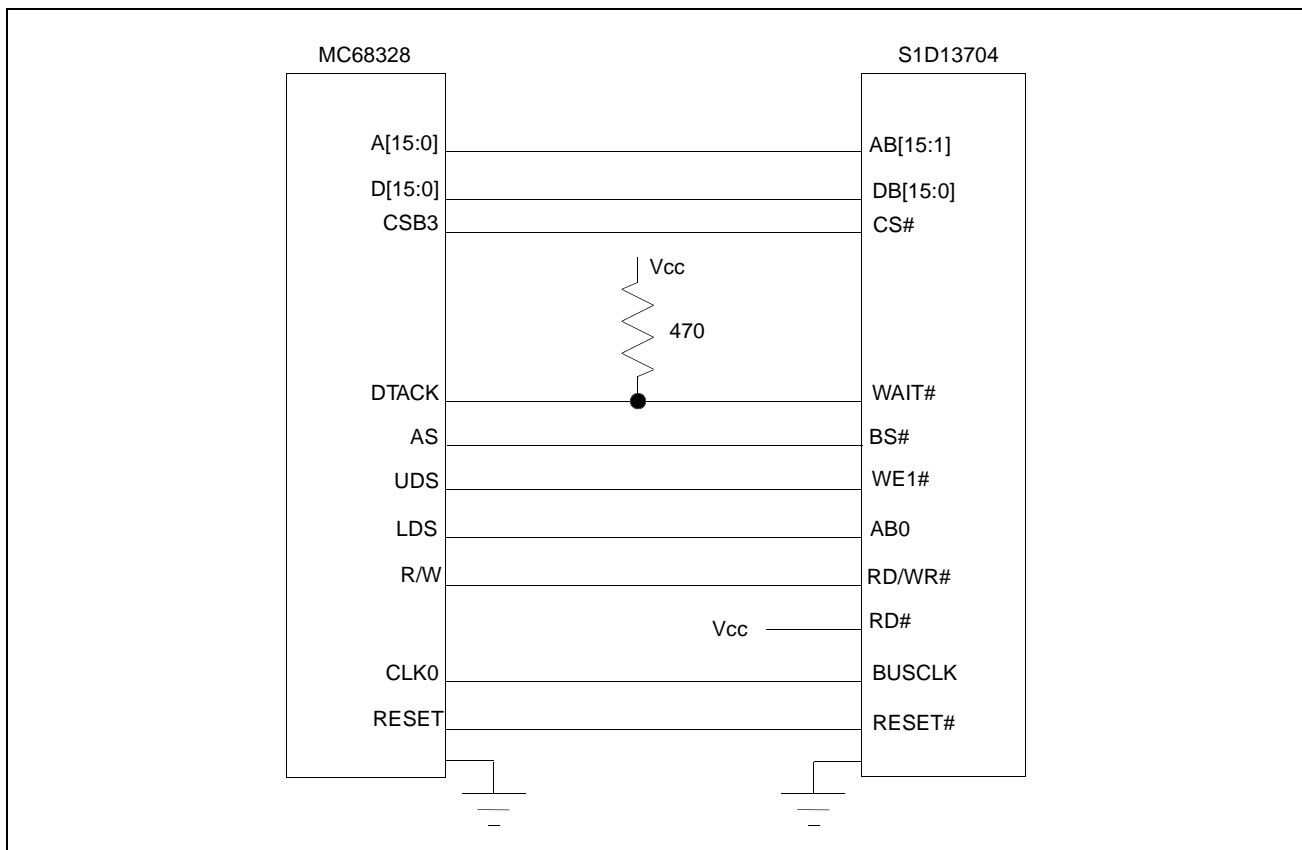 MC68328 S1D13704
A[15:0] AB[15:1]
D[15:0] DB[15:0]
CSB3 CS#
Vcc
470
DTACK WAIT#
AS BS#
UDS WE1#
LDS AB0
R/W RD/WR#
Vcc RD#
CLK0 BUSCLK
RESET RESET#